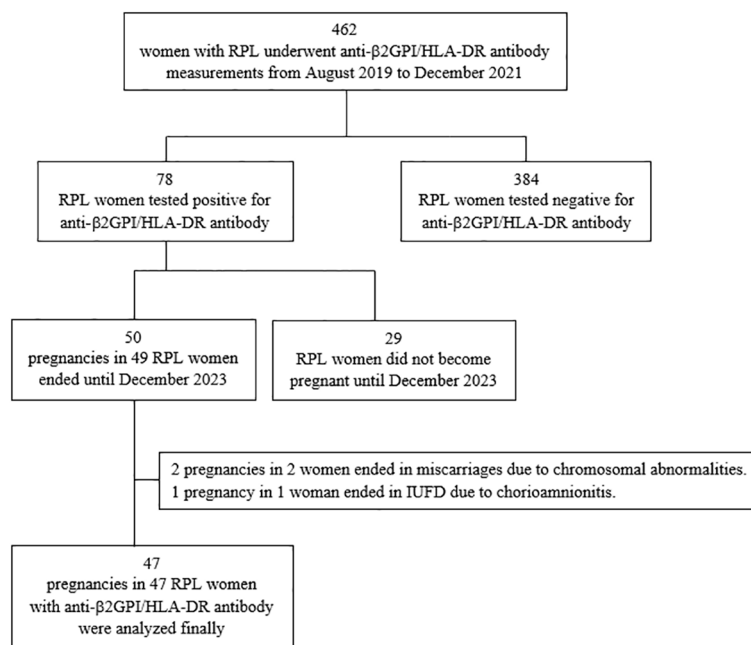 462
women with RPL underwent anti-β2GPI/HLA-DR antibody
measurements from August 2019 to December 2021
78
RPL women tested positive for
anti-β2GPI/HLA-DR antibody
384
RPL women tested negative for
anti-β2GPI/HLA-DR antibody
50
pregnancies in 49 RPL women
ended until December 2023
29
RPL women did not become
pregnant until December 2023
2 pregnancies in 2 women ended in miscarriages due to chromosomal abnormalities.
1 pregnancy in 1 woman ended in IUFD due to chorioamnionitis.
47
pregnancies in 47 RPL women
with anti-β2GPI/HLA-DR antibody
were analyzed finally